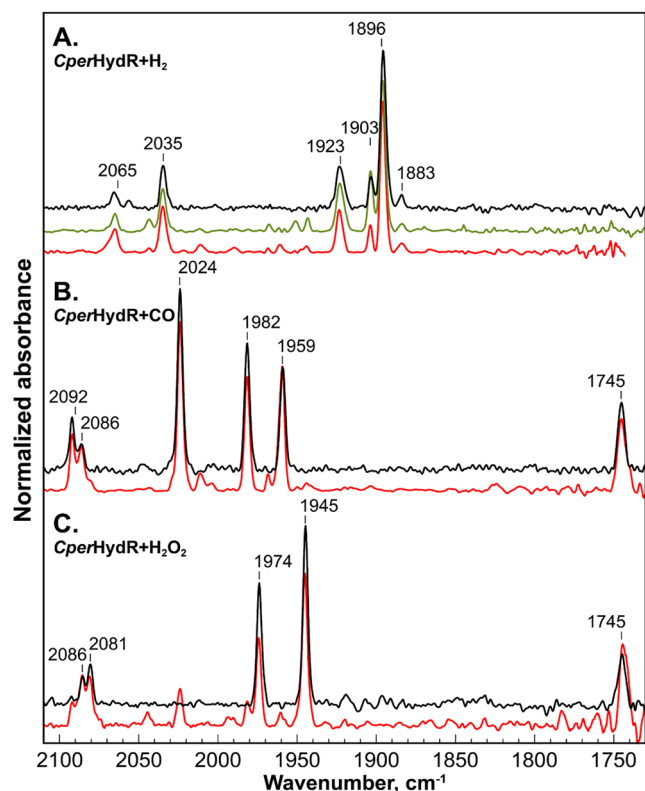 A.
CperHydR+H₂
2065
2035
1923
1903
1896
1883
B.
CperHydR+CO
2092
2086
2024
1982
1959
1745
C.
CperHydR+H₂O₂
2086
2081
1974
1945
1745
Normalized absorbance
2100 2050 2000 1950 1900 1850 1800 1750
Wavenumber, cm⁻¹